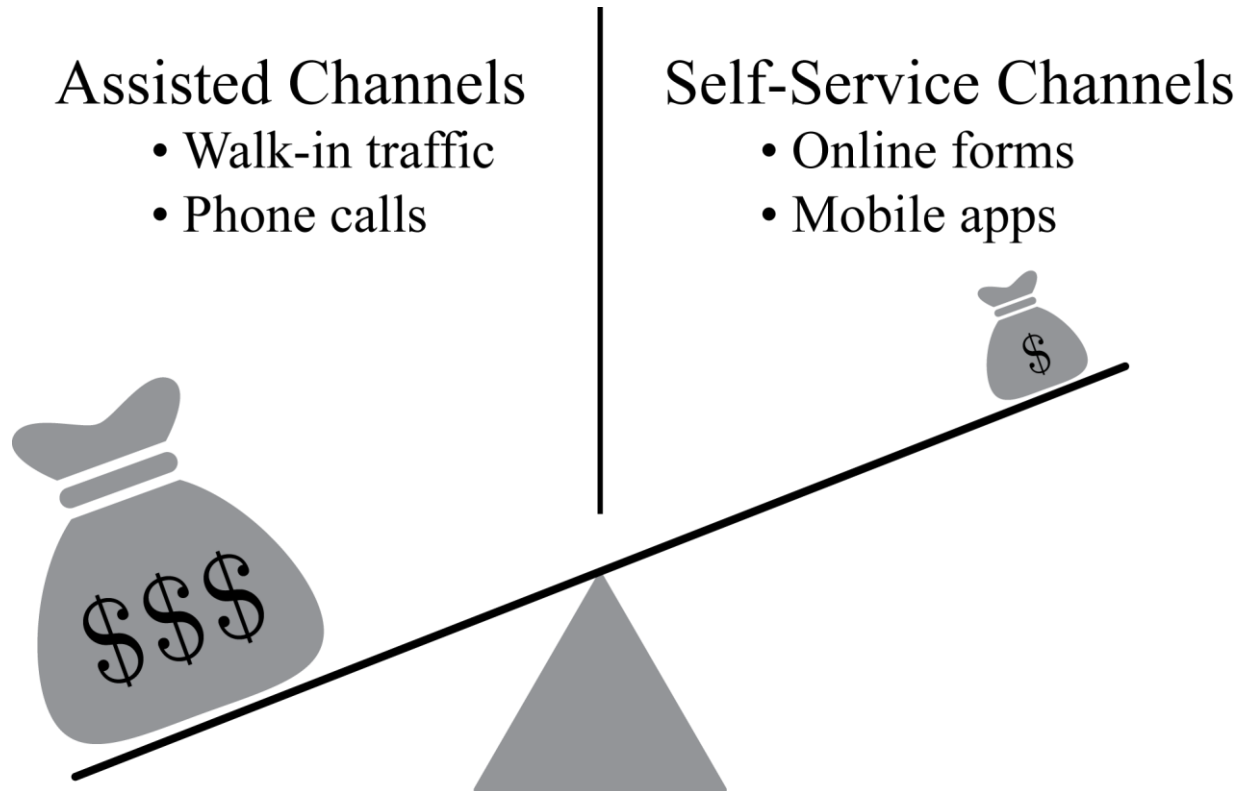 Assisted Channels
• Walk-in traffic
• Phone calls
Self-Service Channels
• Online forms
• Mobile apps
$
$$$